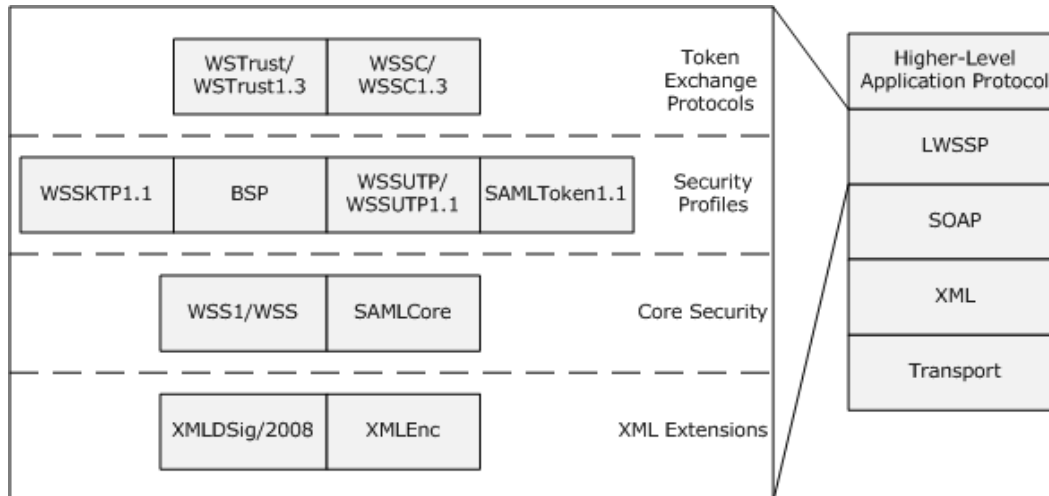 WSTrust/
WSTrust1.3
WSSC/
WSSC1.3
Token
Exchange
Protocols
WSSKTP1.1
BSP
WSSUTP/
WSSUTP1.1
SAMLToken1.1
Security
Profiles
WSS1/WSS
SAMLCore
Core Security
XMLDSig/2008
XMLEnc
XML Extensions
Higher-Level
Application Protocol
LWSSP
SOAP
XML
Transport